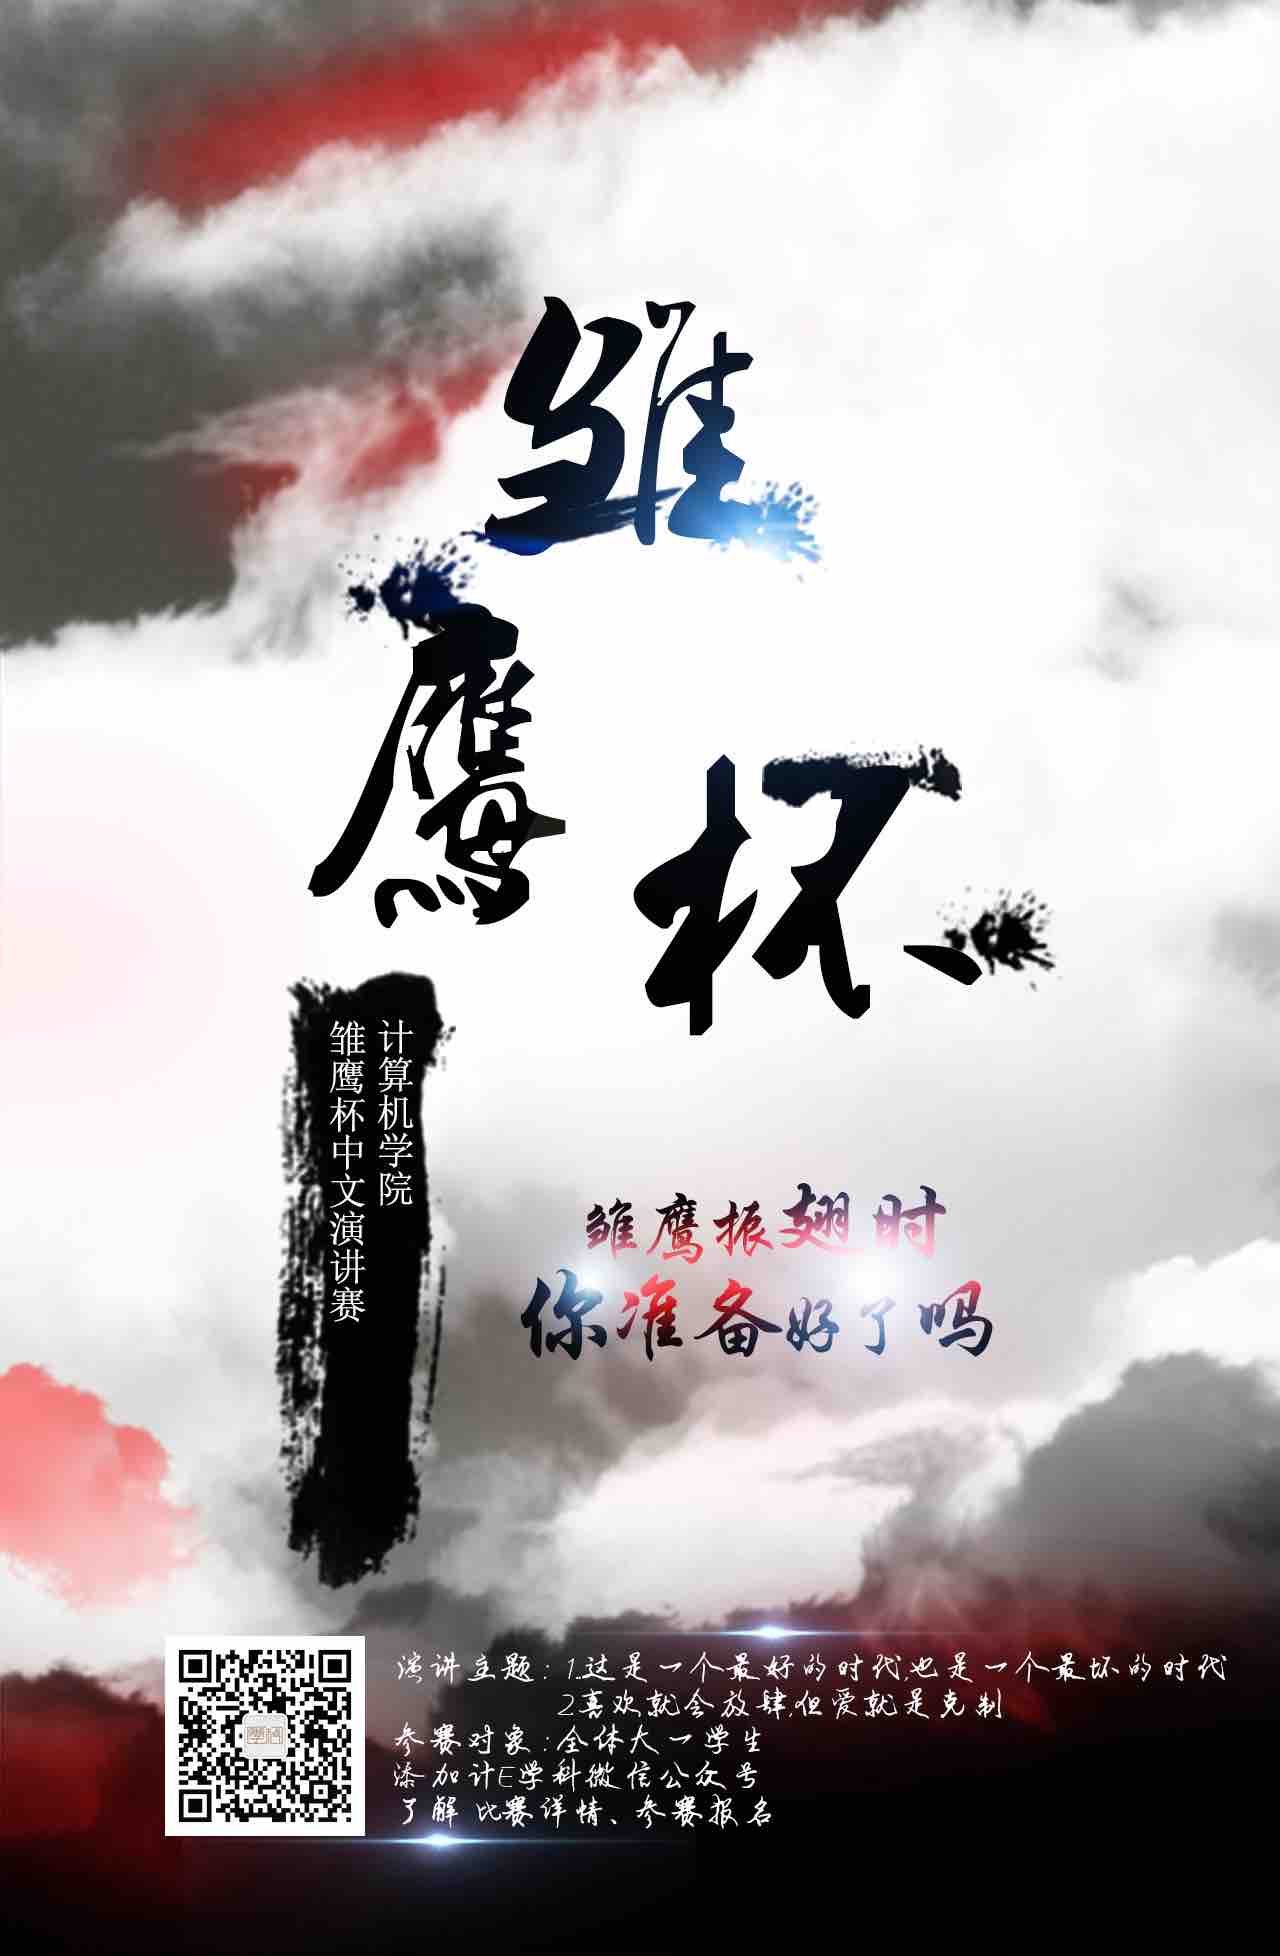 雏
鹰
杯
计算机学院
雏鹰杯中文演讲赛
雏鹰振翅时
你准备好了吗
演讲主题：1.这是一个最好的时代,也是一个最坏的时代
2喜欢就会放肆,但爱就是克制
参赛对象：全体大一学生
添加计E学科微信公众号
了解比赛详情、参赛报名